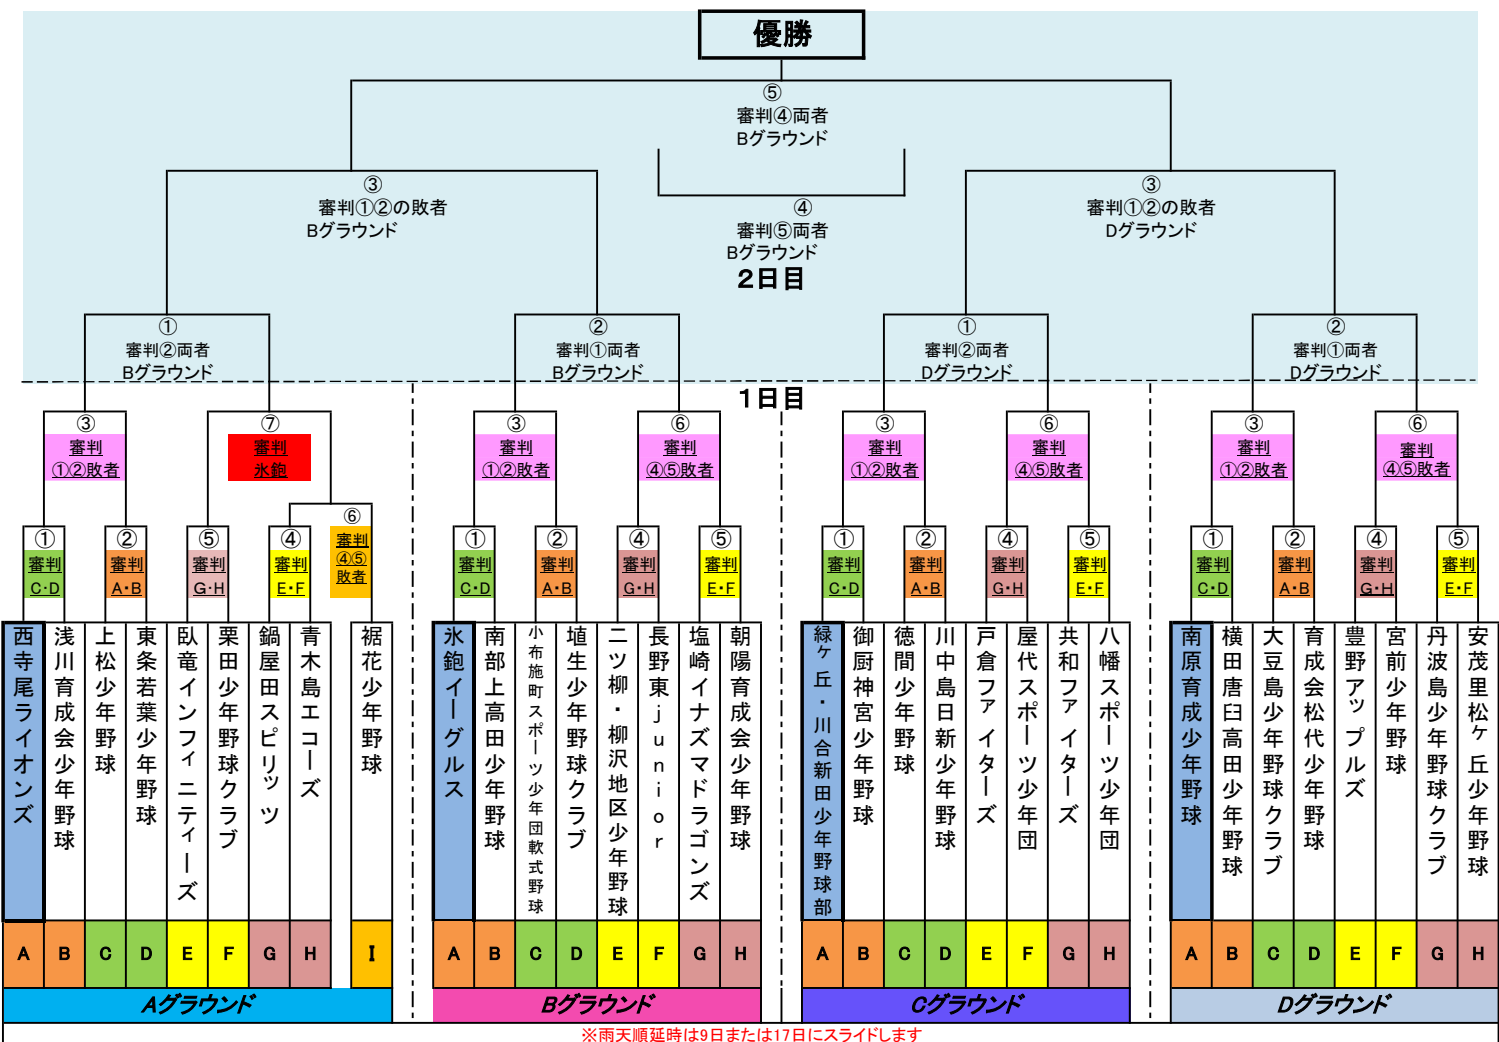 優勝
⑤
審判④両者
Bグラウンド
③
審判①②の敗者
Bグラウンド
④
審判⑤両者
Bグラウンド
③
審判①②の敗者
Dグラウンド
2日目
①
審判②両者
Bグラウンド
②
審判①両者
Bグラウンド
①
審判②両者
Dグラウンド
②
審判①両者
Dグラウンド
1日目
③
審判
①②敗者
⑦
審判
氷鉋
③
審判
①②敗者
⑥
審判
④⑤敗者
③
審判
①②敗者
⑥
審判
④⑤敗者
③
審判
①②敗者
⑥
審判
④⑤敗者
①
審判
C・D
②
審判
A・B
⑤
審判
G・H
④
審判
E・F
⑥
審判
④⑤
敗者
①
審判
C・D
②
審判
A・B
④
審判
G・H
⑤
審判
E・F
①
審判
C・D
②
審判
A・B
④
審判
G・H
⑤
審判
E・F
①
審判
C・D
②
審判
A・B
④
審判
G・H
⑤
審判
E・F
西寺尾ライオンズ
浅川育成会少年野球
上松少年野球
東条若葉少年野球
臥竜インフィニティーズ
栗田少年野球クラブ
鍋屋田スピリッツ
青木島エコーズ
裾花少年野球
氷鉋イーグルス
南部上高田少年野球
小布施町スポーツ少年団軟式野球
埴生少年野球クラブ
二ツ柳・柳沢地区少年野球
長野東junior
塩崎イナズマドラゴンズ
朝陽育成会少年野球
緑ヶ丘・川合新田少年野球部
御厨神宮少年野球
徳間少年野球
川中島日新少年野球
戸倉ファイターズ
屋代スポーツ少年団
共和ファイターズ
八幡スポーツ少年団
南原育成少年野球
横田唐臼高田少年野球
大豆島少年野球クラブ
育成会松代少年野球
豊野アップルズ
宮前少年野球
丹波島少年野球クラブ
安茂里松ヶ丘少年野球
A B C D E F G H I
A B C D E F G H
A B C D E F G H
A B C D E F G H
Aグラウンド
Bグラウンド
Cグラウンド
Dグラウンド
※雨天順延時は9日または17日にスライドします